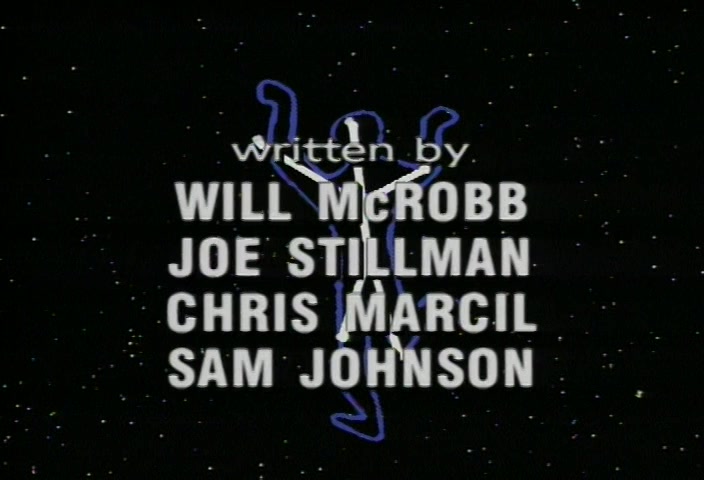 written by
WILL McROBB
JOE STILLMAN
CHRIS MARCIL
SAM JOHNSON